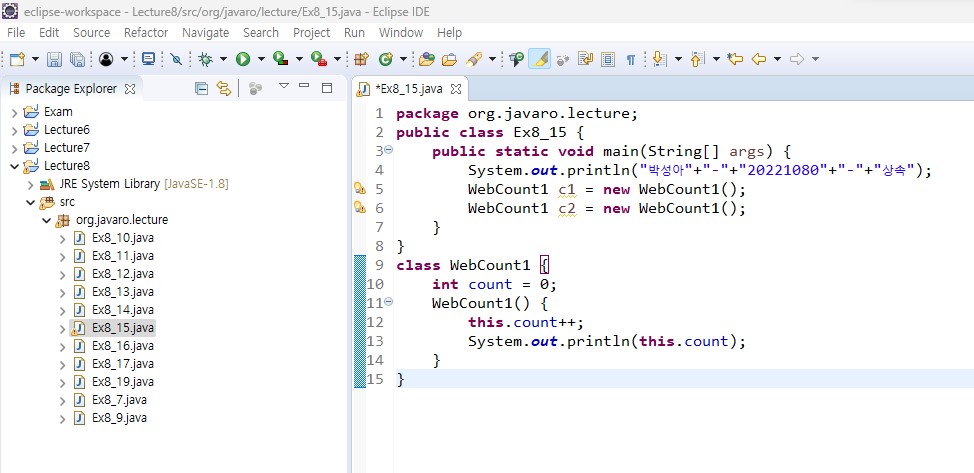 eclipse-workspace - Lecture8/src/org/javaro/lecture/Ex8_15.java - Eclipse IDE
File Edit Source Refactor Navigate Search Project Run Window Help
Package Explorer
*Ex8_15.java
Exam
Lecture6
Lecture7
Lecture8
JRE System Library [JavaSE-1.8]
src
org.javaro.lecture
Ex8_10.java
Ex8_11.java
Ex8_12.java
Ex8_13.java
Ex8_14.java
Ex8_15.java
Ex8_16.java
Ex8_17.java
Ex8_19.java
Ex8_7.java
Ex8_9.java
1 package org.javaro.lecture;
2 public class Ex8_15 {
3 public static void main(String[] args) {
4 System.out.println("박성아"+"-"+"20221080"+"-"+"상속");
5 WebCount1 c1 = new WebCount1();
6 WebCount1 c2 = new WebCount1();
7 }
8 }
9 class WebCount1 {
10 int count = 0;
11 WebCount1() {
12 this.count++;
13 System.out.println(this.count);
14 }
15 }